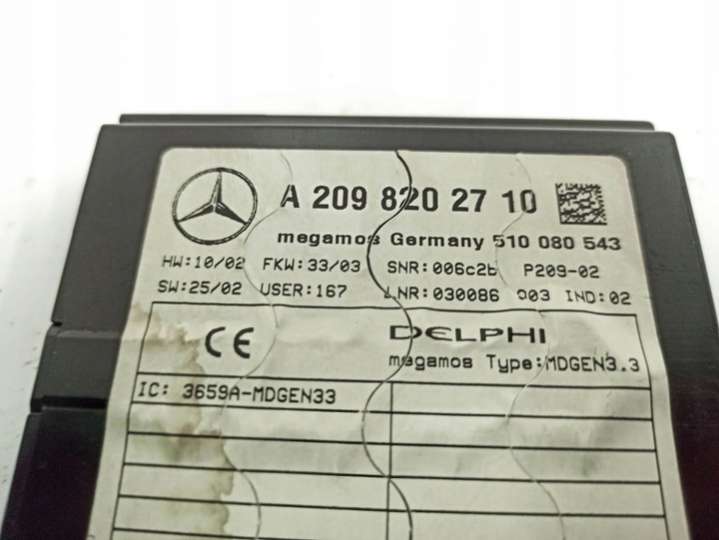 A 209 820 27 10
megamos Germany 510 080 543
HW:10/02 FKW:33/03 SNR:006c2b P209-02
SW:25/02 USER:167 LNR:030086 003 IND:02
CE DELPHI
megamos Type:MDGEN3.3
IC: 3659A-MDGEN33